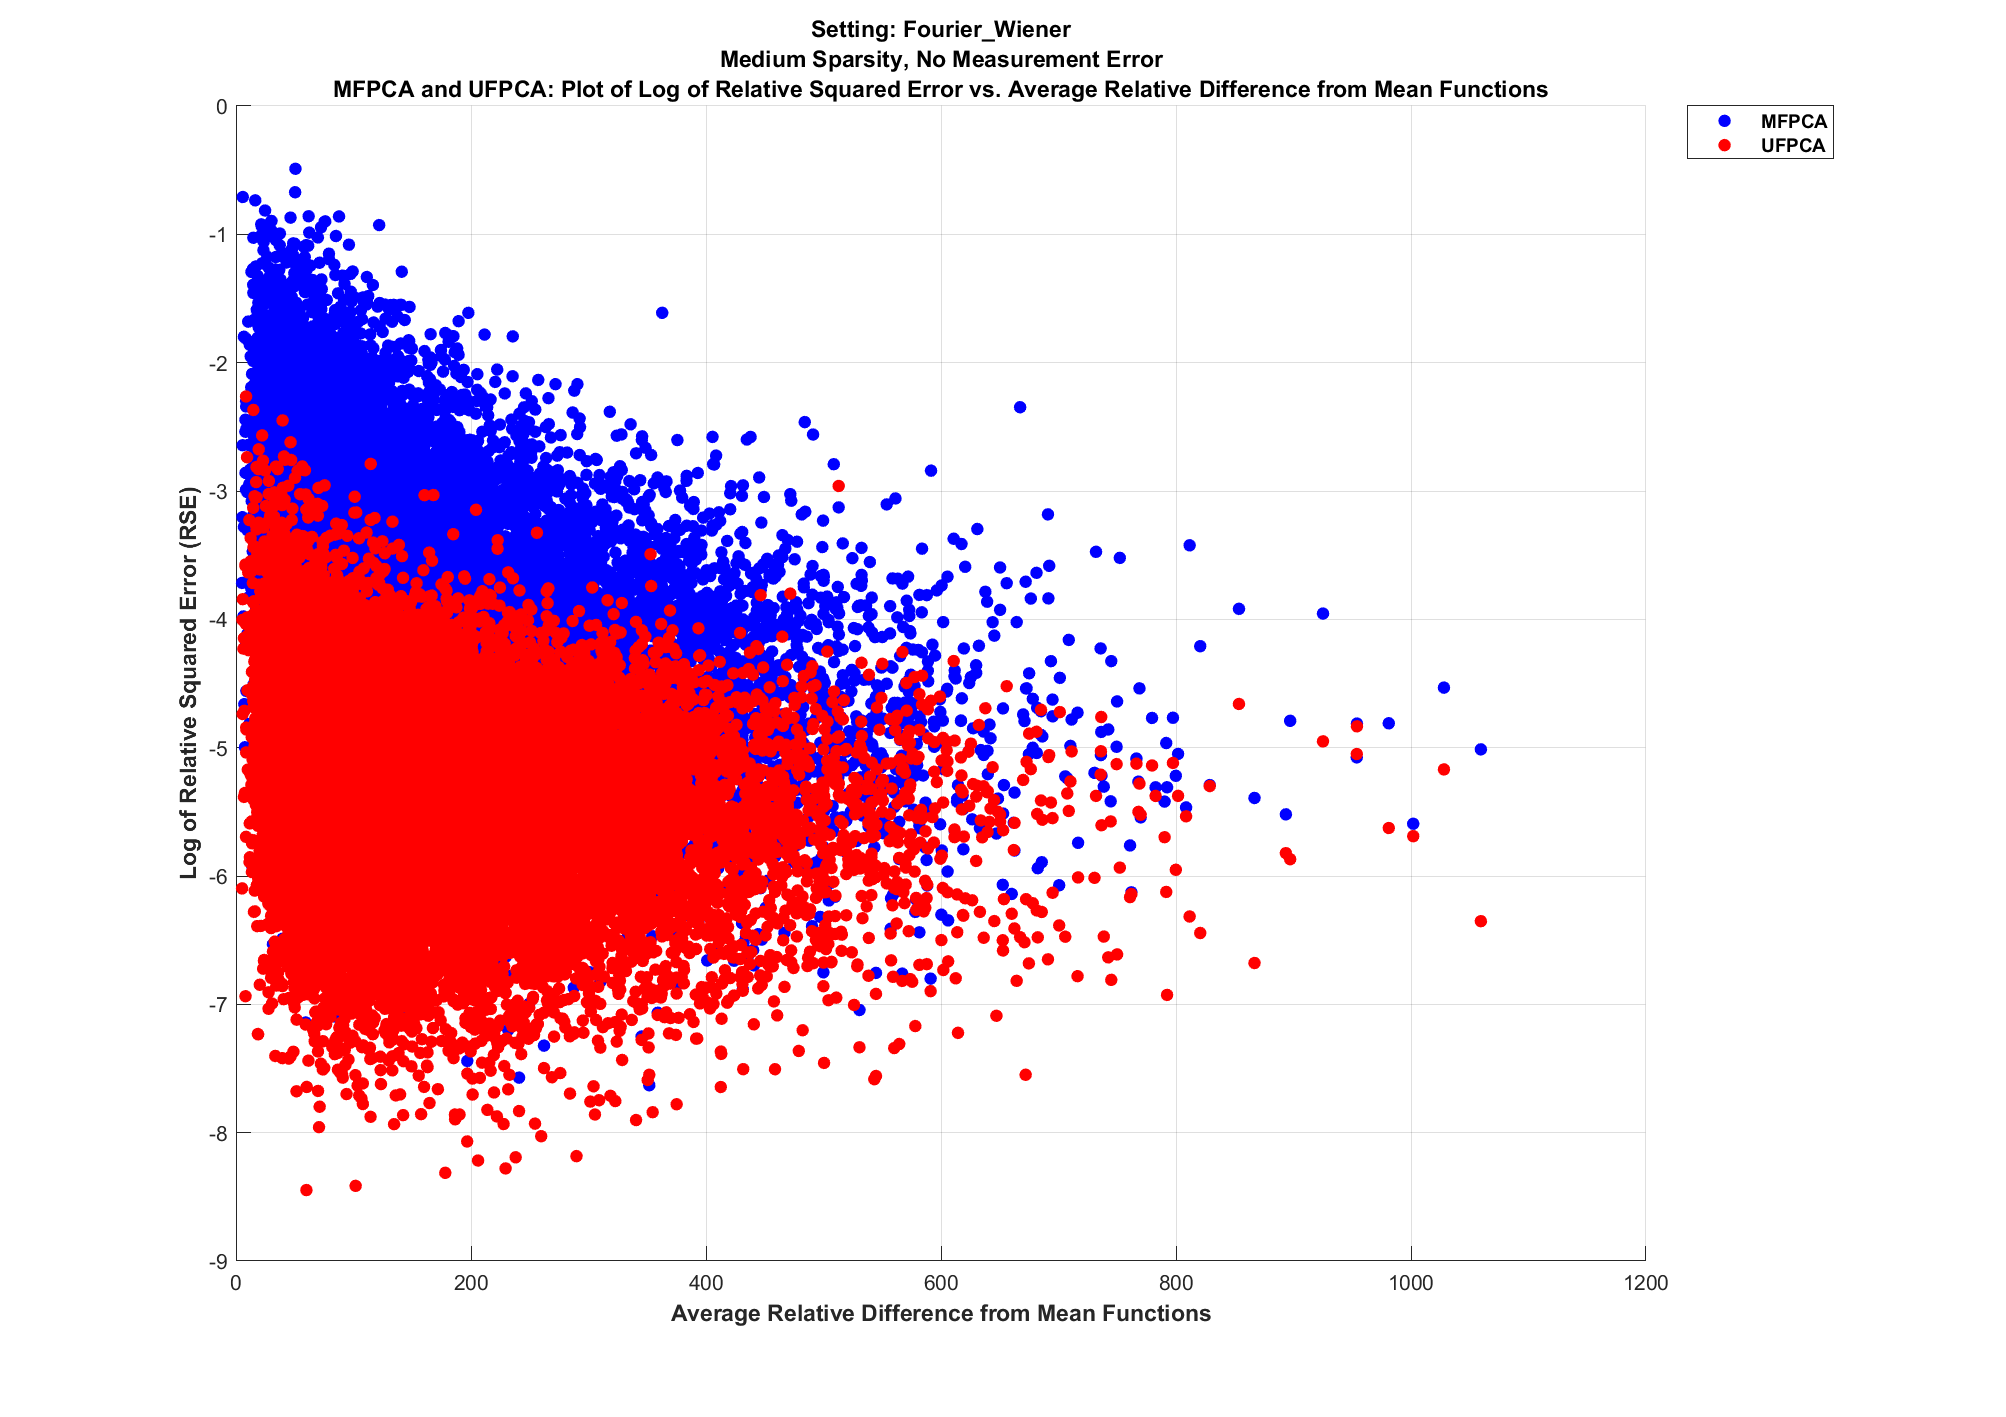 Setting: Fourier_Wiener
Medium Sparsity, No Measurement Error
MFPCA and UFPCA: Plot of Log of Relative Squared Error vs. Average Relative Difference from Mean Functions
MFPCA
UFPCA
Log of Relative Squared Error (RSE)
0
-1
-2
-3
-4
-5
-6
-7
-8
-9
0 200 400 600 800 1000 1200
Average Relative Difference from Mean Functions